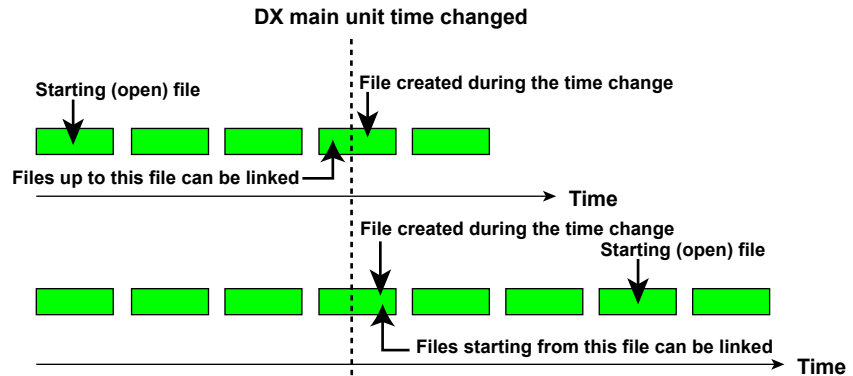 DX main unit time changed
File created during the time change
Starting (open) file
Files up to this file can be linked
Time
File created during the time change
Starting (open) file
Files starting from this file can be linked
Time